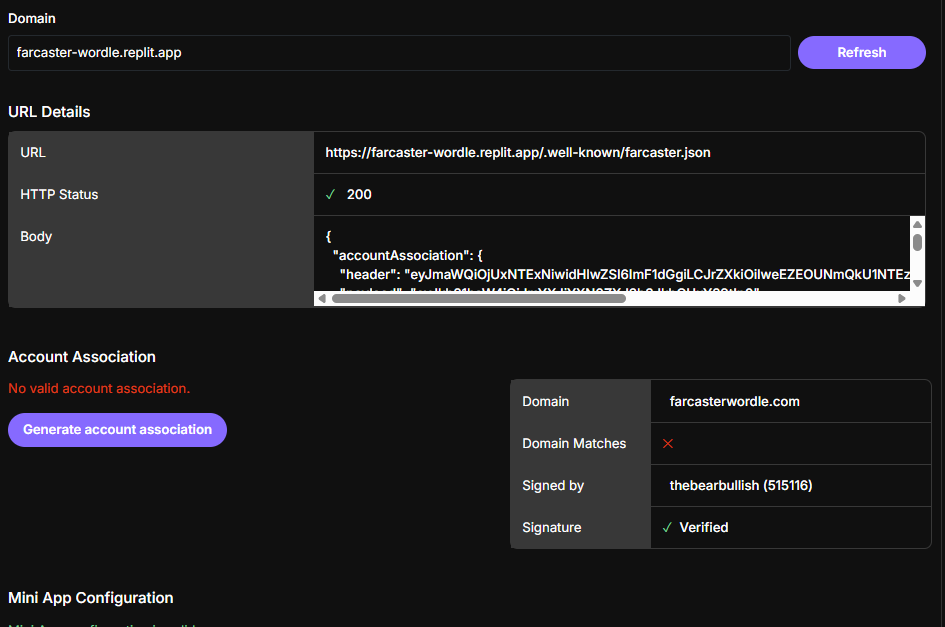 Domain
farcaster-wordle.replit.app
Refresh
URL Details
URL
https://farcaster-wordle.replit.app/.well-known/farcaster.json
HTTP Status
✓ 200
Body
{
"accountAssociation": {
"header": "eyJmaWQiOjUxNTExNiwidHlwZSI6ImF1dGgiLCJrZXkiOiIweEZEOUNmQkU1NTEz
Account Association
No valid account association.
Generate account association
Domain
farcasterwordle.com
Domain Matches
✕
Signed by
thebearbullish (515116)
Signature
✓ Verified
Mini App Configuration